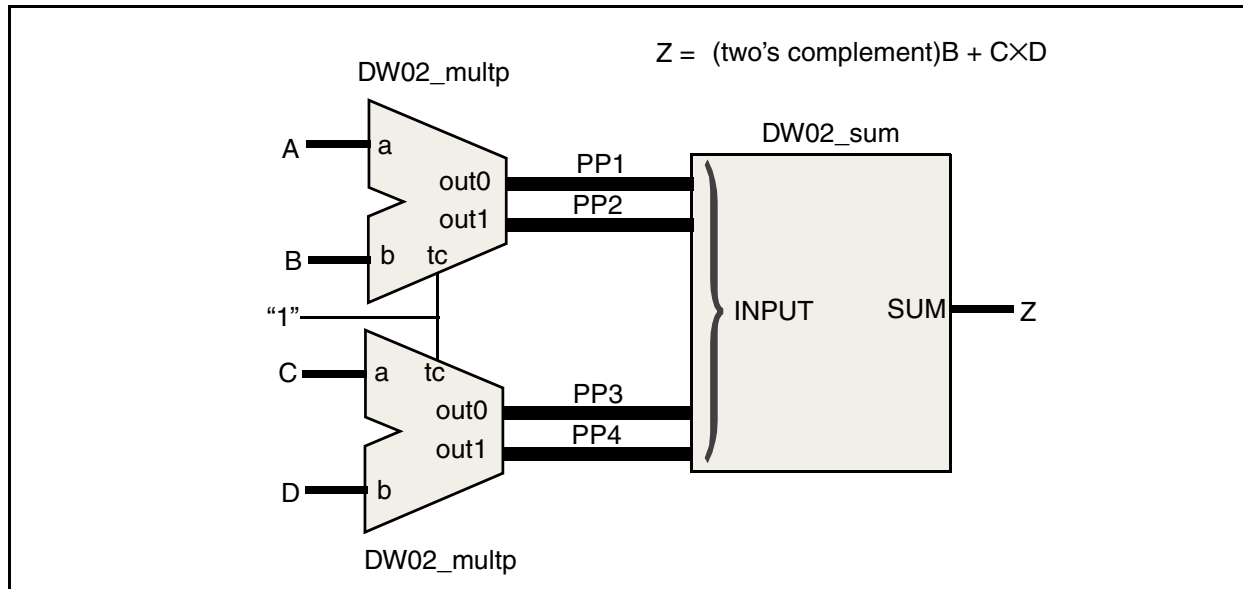 Z = (two's complement)B + C×D
DW02_multp
DW02_sum
A
a
PP1
out0
PP2
out1
B
b
tc
INPUT
SUM
Z
“1”
C
a
tc
PP3
out0
PP4
out1
D
b
DW02_multp